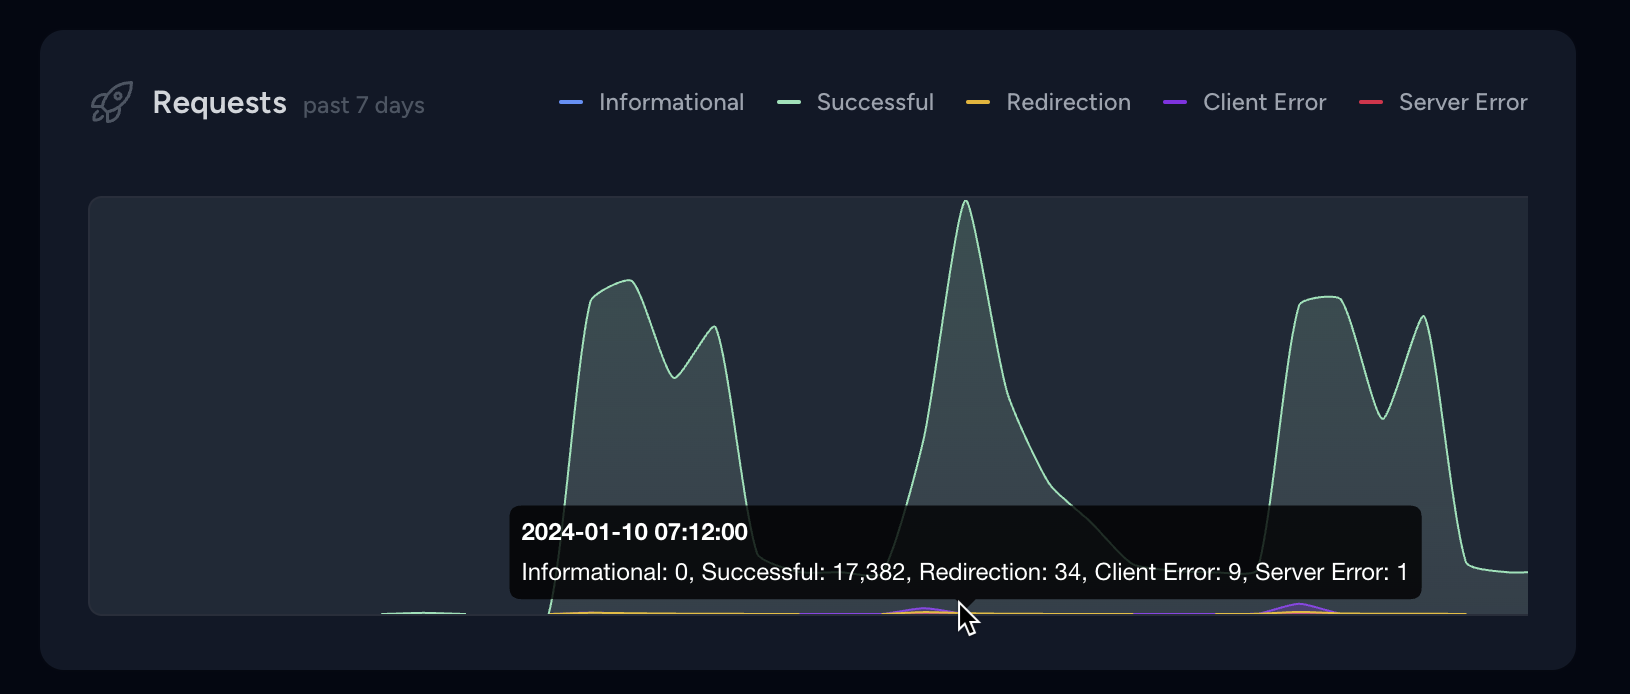 Requests past 7 days
Informational Successful Redirection Client Error Server Error
2024-01-10 07:12:00
Informational: 0, Successful: 17,382, Redirection: 34, Client Error: 9, Server Error: 1